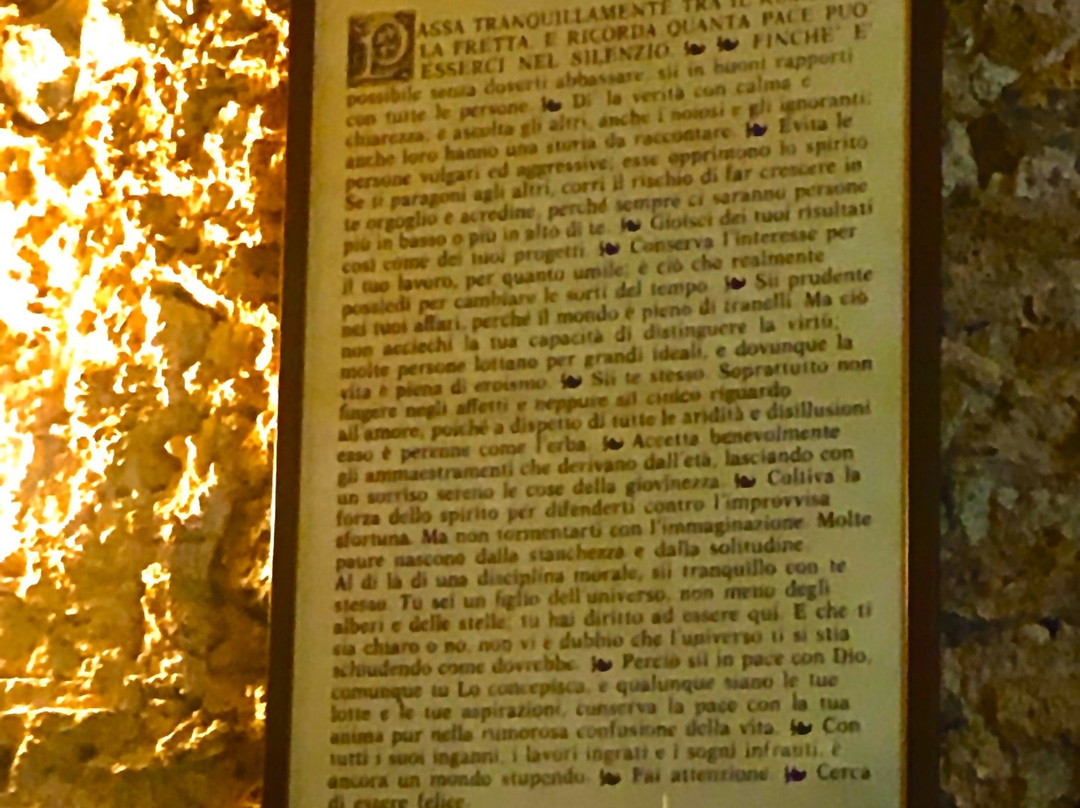 PASSA TRANQUILLAMENTE TRA IL
LA FRETTA, E RICORDA QUANTA PACE PUO'
ESSERCI NEL SILENZIO. FINCHE' E'
possibile senza doverti abbassare, sii in buoni rapporti
con tutte le persone. Di' la verità con calma e
chiarezza; e ascolta gli altri, anche i noiosi e gli ignoranti;
anche loro hanno una storia da raccontare. Evita le
persone volgari ed aggressive; esse opprimono lo spirito
Se ti paragoni agli altri, corri il rischio di far crescere in
te orgoglio e acredine, perché sempre ci saranno persone
più in basso o più in alto di te. Gioisci dei tuoi risultati
così come dei tuoi progetti. Conserva l'interesse per
il tuo lavoro, per quanto umile; è ciò che realmente
possiedi per cambiare le sorti del tempo. Sii prudente
nei tuoi affari, perché il mondo è pieno di tranelli. Ma ciò
non accechi la tua capacità di distinguere la virtù;
molte persone lottano per grandi ideali, e dovunque la
vita è piena di eroismo. Sii te stesso. Soprattutto non
fingere negli affetti e neppure sii cinico riguardo
all'amore; poiché a dispetto di tutte le aridità e disillusioni
esso è perenne come l'erba. Accetta benevolmente
gli ammaestramenti che derivano dall'età, lasciando con
un sorriso sereno le cose della giovinezza. Coltiva la
forza dello spirito per difenderti contro l'improvvisa
sfortuna. Ma non tormentarti con l'immaginazione. Molte
paure nascono dalla stanchezza e dalla solitudine.
Al di là di una disciplina morale, sii tranquillo con te
stesso. Tu sei un figlio dell'universo, non meno degli
alberi e delle stelle; tu hai diritto ad essere qui. E che ti
sia chiaro o no, non vi è dubbio che l'universo ti si stia
schiudendo come dovrebbe. Perciò sii in pace con Dio,
comunque tu Lo concepisca, e qualunque siano le tue
lotte e le tue aspirazioni, conserva la pace con la tua
anima pur nella rumorosa confusione della vita. Con
tutti i suoi inganni, i lavori ingrati e i sogni infranti, è
ancora un mondo stupendo. Fai attenzione. Cerca
di essere felice.